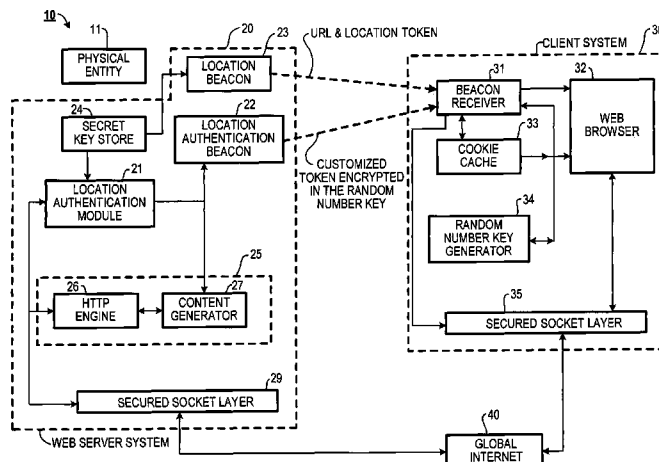 10
11
PHYSICAL
ENTITY
20
23
LOCATION
BEACON
URL & LOCATION TOKEN
22
LOCATION
AUTHENTICATION
BEACON
24
SECRET
KEY STORE
21
LOCATION
AUTHENTICATION
MODULE
CUSTOMIZED
TOKEN ENCRYPTED
IN THE RANDOM
NUMBER KEY
25
26
HTTP
ENGINE
27
CONTENT
GENERATOR
29
SECURED SOCKET LAYER
WEB SERVER SYSTEM
CLIENT SYSTEM
31
BEACON
RECEIVER
32
WEB
BROWSER
33
COOKIE
CACHE
34
RANDOM
NUMBER KEY
GENERATOR
35
SECURED SOCKET LAYER
40
GLOBAL
INTERNET